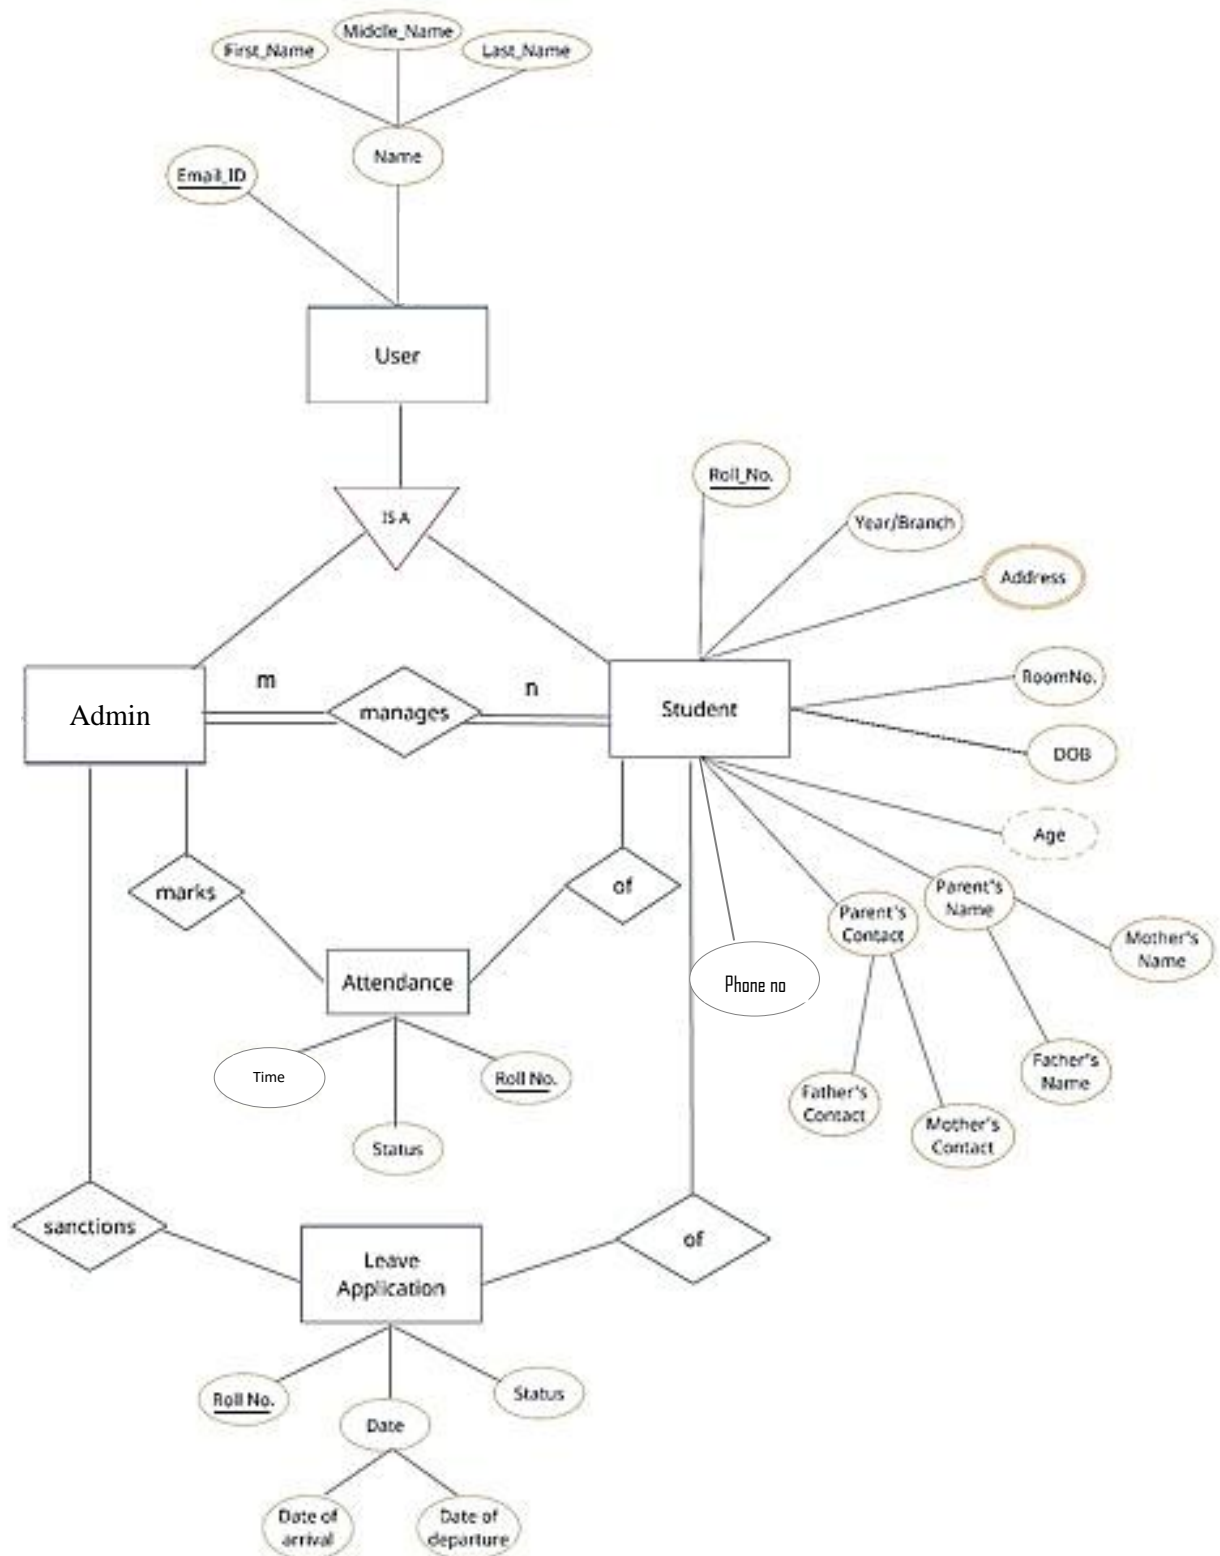 Middle_Name
First_Name
Last_Name
Name
Email_ID
User
IS A
Roll_No.
Year/Branch
Address
RoomNo.
DOB
Age
m
n
Admin
manages
Student
marks
of
Parent's
Name
Parent's
Contact
Mother's
Name
Attendance
Phone no
Time
Roll No.
Status
Father's
Name
Father's
Contact
Mother's
Contact
sanctions
Leave
Application
of
Roll No.
Date
Status
Date of
arrival
Date of
departure